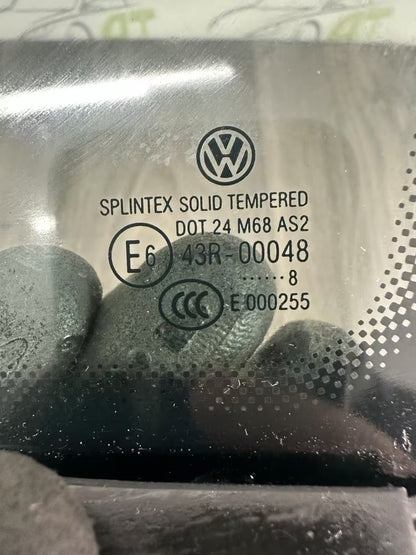 SPLINTEX SOLID TEMPERED
DOT 24 M68 AS2
E6 43R-00048
······8
CCC E 000255